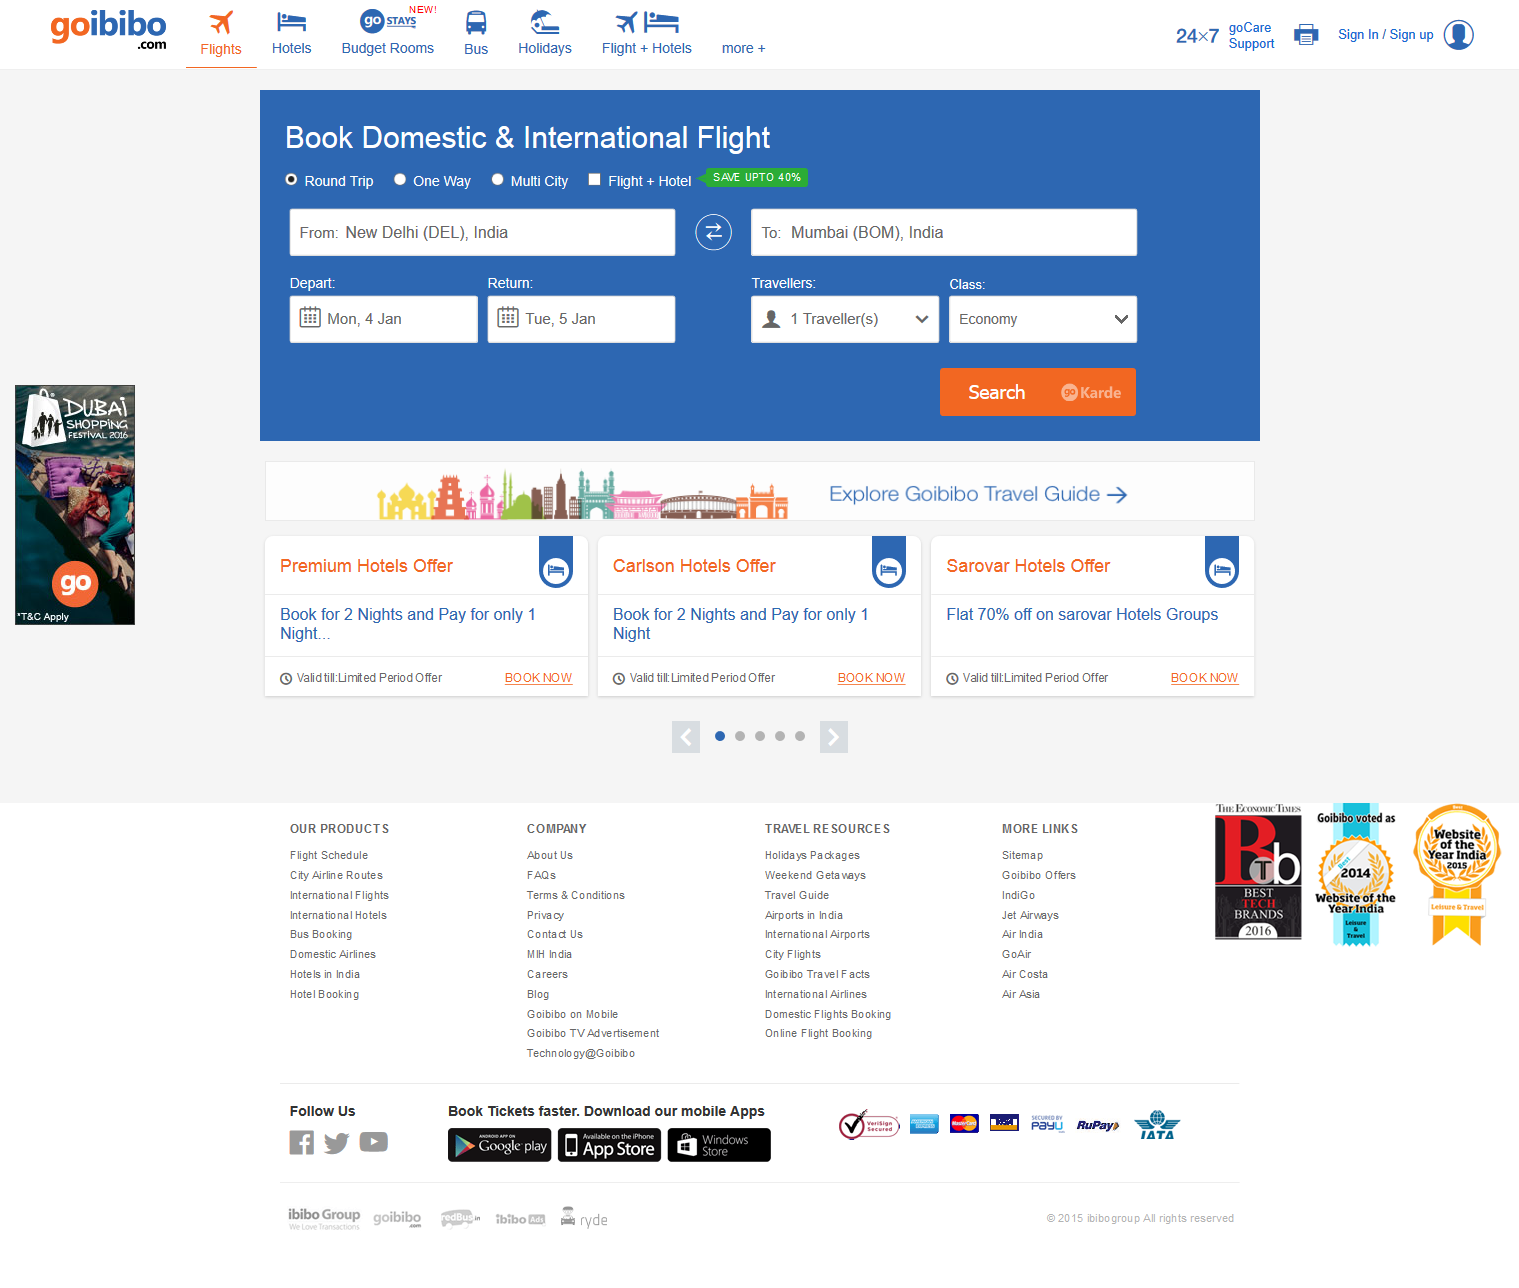 goibibo
.com
Flights
Hotels
NEW!
go STAYS
Budget Rooms
Bus
Holidays
Flight + Hotels
more +
24×7
goCare
Support
Sign In / Sign up
Book Domestic & International Flight
Round Trip
One Way
Multi City
Flight + Hotel
SAVE UPTO 40%
From: New Delhi (DEL), India
To: Mumbai (BOM), India
Depart:
Return:
Travellers:
Class:
Mon, 4 Jan
Tue, 5 Jan
1 Traveller(s)
Economy
Search
go Karde
DUBAI
SHOPPING
FESTIVAL 2016
go
*T&C Apply
Explore Goibibo Travel Guide
Premium Hotels Offer
Book for 2 Nights and Pay for only 1
Night...
Valid till:Limited Period Offer
BOOK NOW
Carlson Hotels Offer
Book for 2 Nights and Pay for only 1
Night
Valid till:Limited Period Offer
BOOK NOW
Sarovar Hotels Offer
Flat 70% off on sarovar Hotels Groups
Valid till:Limited Period Offer
BOOK NOW
OUR PRODUCTS
Flight Schedule
City Airline Routes
International Flights
International Hotels
Bus Booking
Domestic Airlines
Hotels in India
Hotel Booking
COMPANY
About Us
FAQs
Terms & Conditions
Privacy
Contact Us
MIH India
Careers
Blog
Goibibo on Mobile
Goibibo TV Advertisement
Technology@Goibibo
TRAVEL RESOURCES
Holidays Packages
Weekend Getaways
Travel Guide
Airports in India
International Airports
City Flights
Goibibo Travel Facts
International Airlines
Domestic Flights Booking
Online Flight Booking
MORE LINKS
Sitemap
Goibibo Offers
IndiGo
Jet Airways
Air India
GoAir
Air Costa
Air Asia
THE ECONOMIC TIMES
BTb
BEST
TECH
BRANDS
2016
Goibibo voted as
Best
2014
Website of the
Year India
Leisure
&
Travel
Best
Website
of the
Year India
2015
Leisure & Travel
Follow Us
Book Tickets faster. Download our mobile Apps
ANDROID APP ON
Google play
Available on the iPhone
App Store
Windows
Store
VeriSign
Secured
AMERICAN
EXPRESS
MasterCard
VISA
SECURED BY
PayU
RuPay
IATA
ibibo Group
We Love Transactions
goibibo
.com
redBus.in
ibibo Ads
ryde
© 2015 ibibogroup All rights reserved